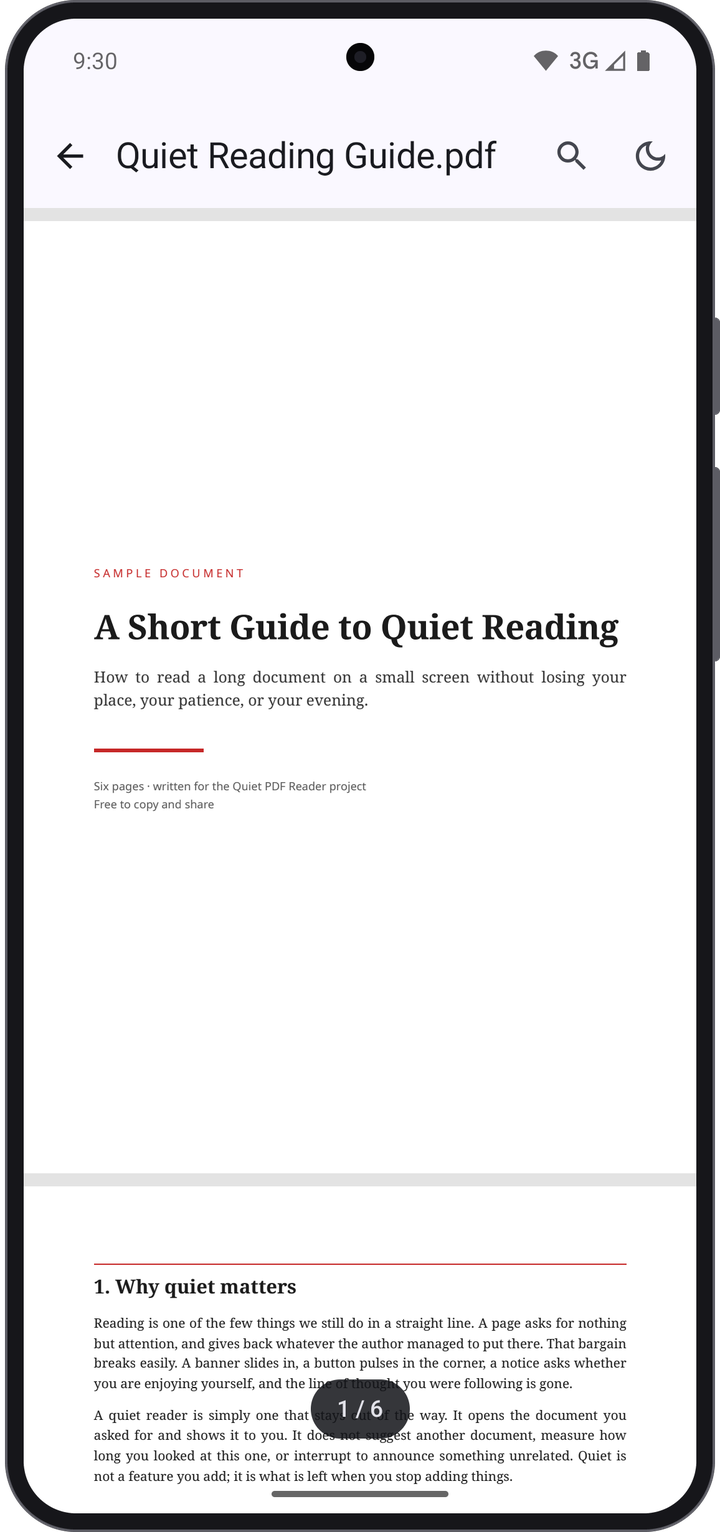 9:30
3G
Quiet Reading Guide.pdf
SAMPLE DOCUMENT
A Short Guide to Quiet Reading
How to read a long document on a small screen without losing your
place, your patience, or your evening.
Six pages · written for the Quiet PDF Reader project
Free to copy and share
1. Why quiet matters
Reading is one of the few things we still do in a straight line. A page asks for nothing
but attention, and gives back whatever the author managed to put there. That bargain
breaks easily. A banner slides in, a button pulses in the corner, a notice asks whether
you are enjoying yourself, and the line of thought you were following is gone.
1 / 6
A quiet reader is simply one that stays out of the way. It opens the document you
asked for and shows it to you. It does not suggest another document, measure how
long you looked at this one, or interrupt to announce something unrelated. Quiet is
not a feature you add; it is what is left when you stop adding things.